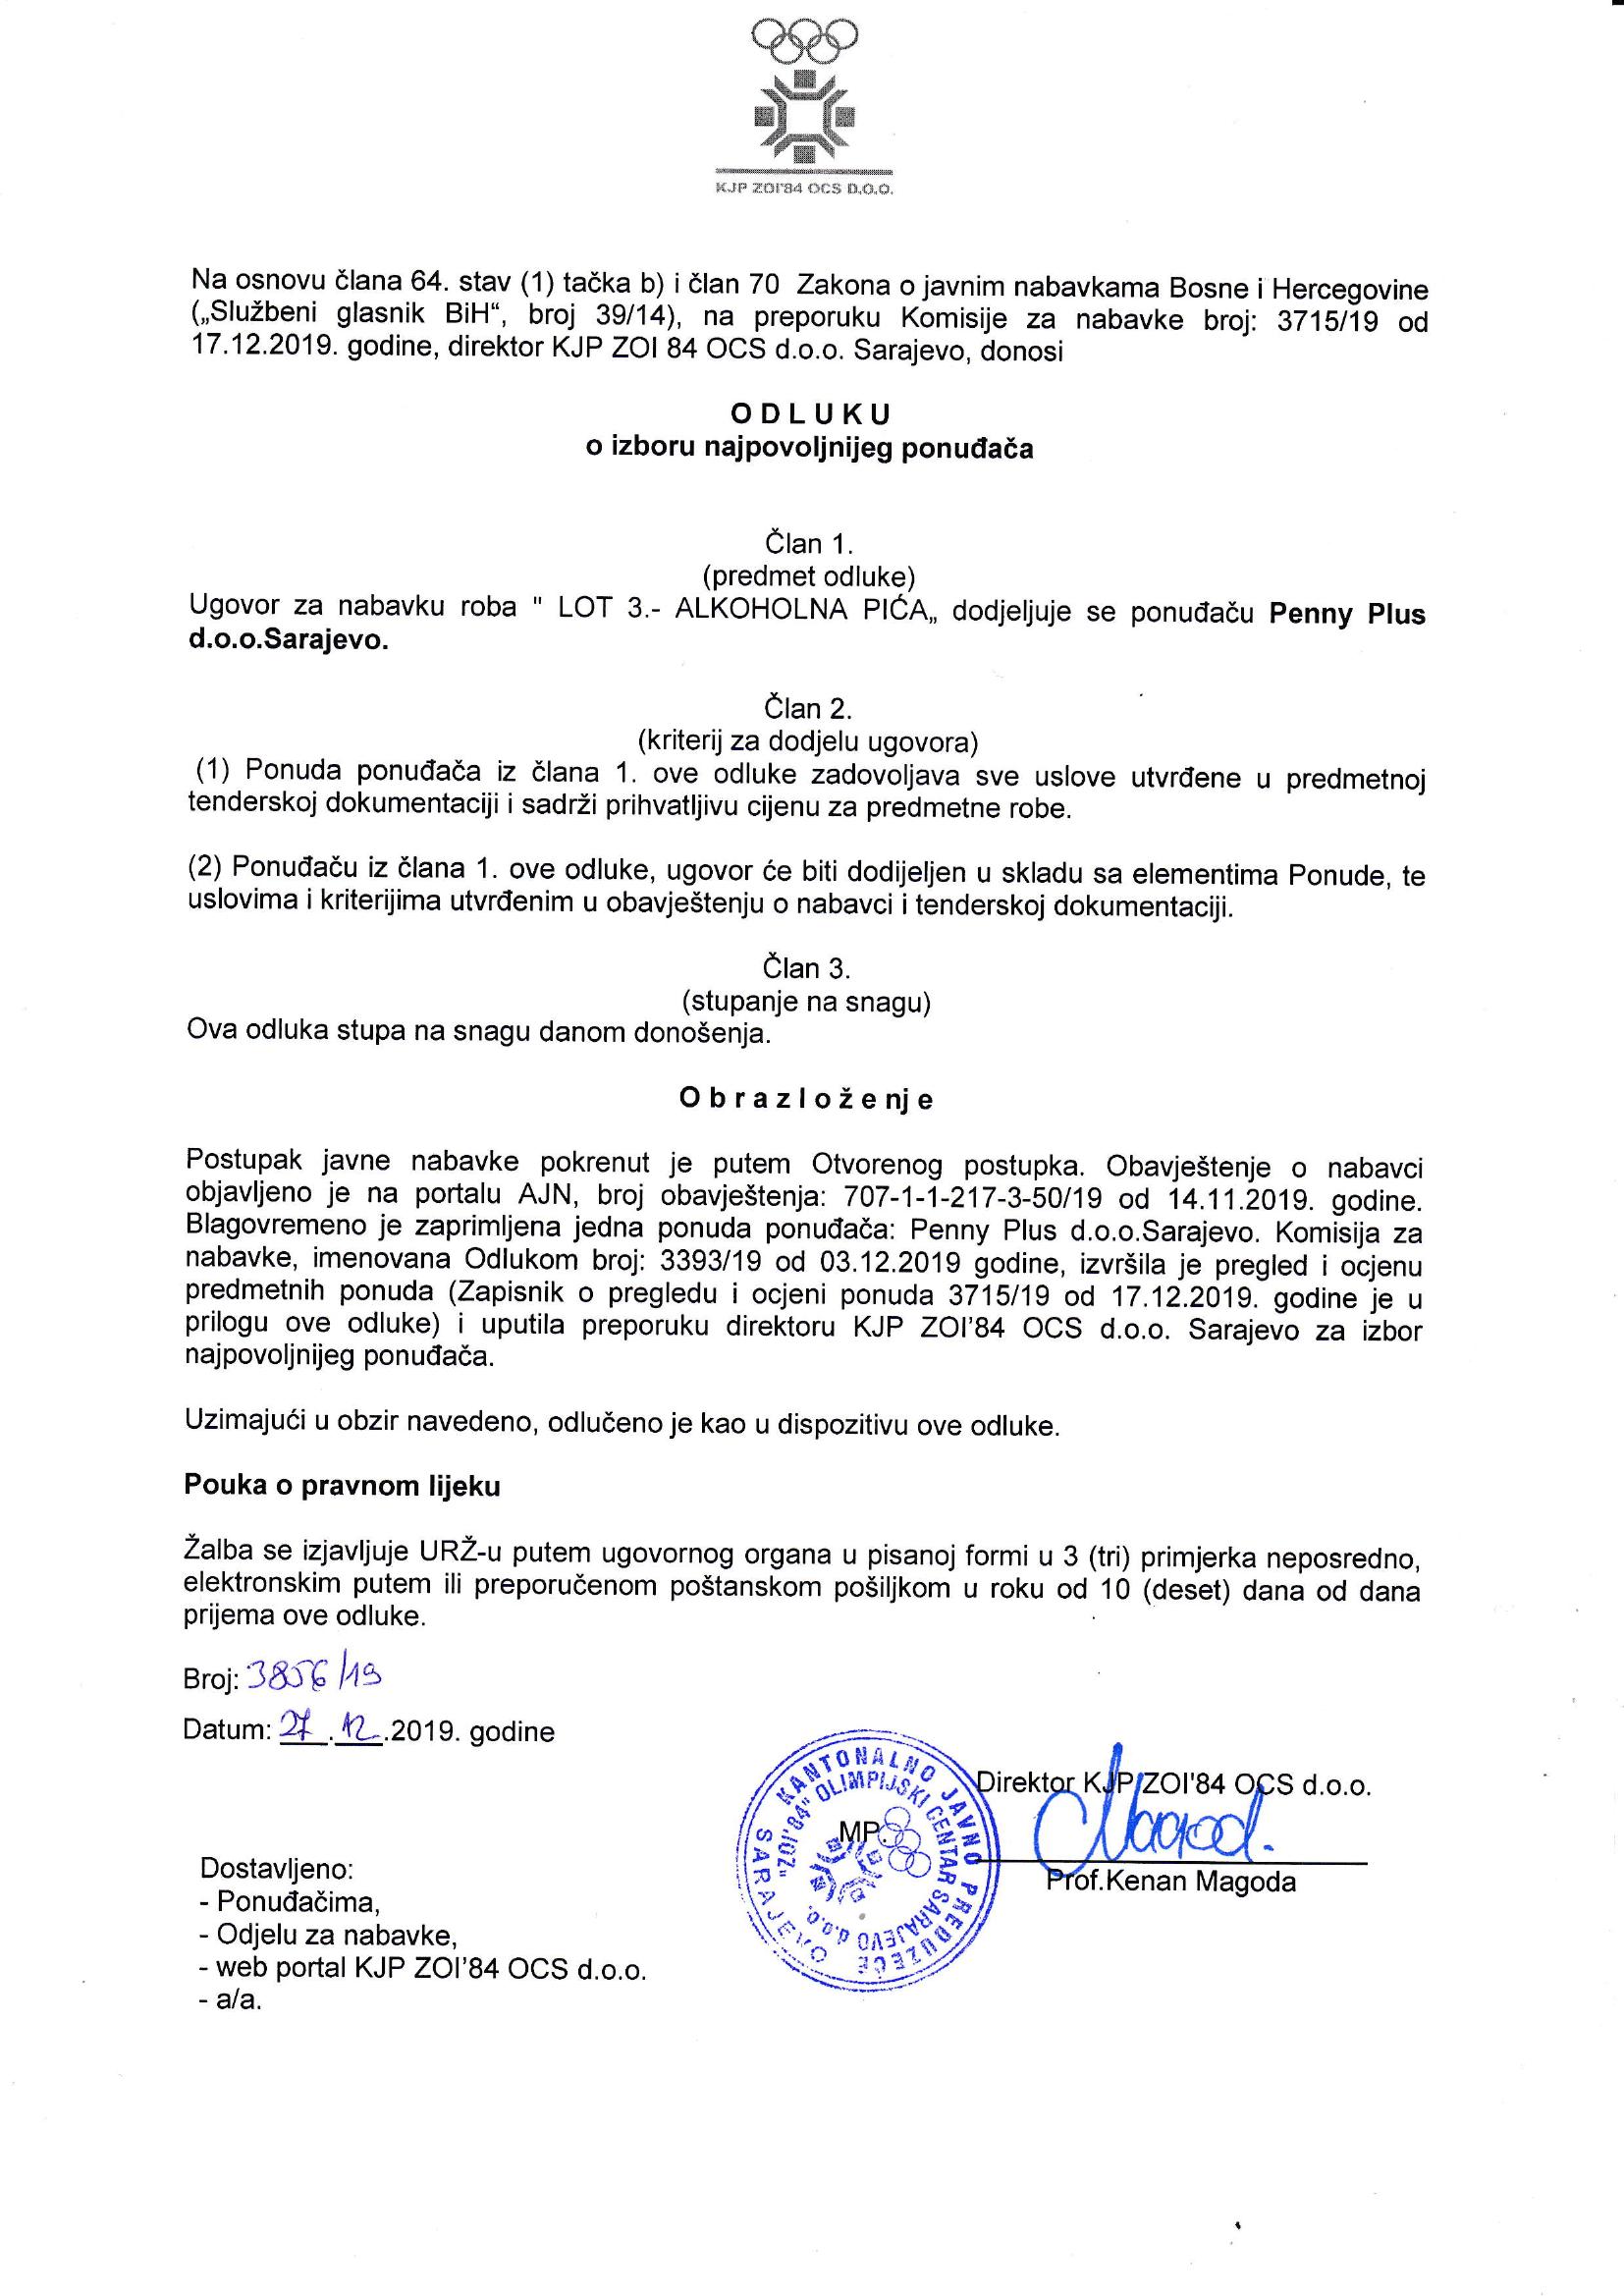 KJP ZOI'84 OCS D.O.O.
Na osnovu člana 64. stav (1) tačka b) i član 70 Zakona o javnim nabavkama Bosne i Hercegovine
(„Službeni glasnik BiH“, broj 39/14), na preporuku Komisije za nabavke broj: 3715/19 od
17.12.2019. godine, direktor KJP ZOI 84 OCS d.o.o. Sarajevo, donosi
O D L U K U
o izboru najpovoljnijeg ponuđača
Član 1.
(predmet odluke)
Ugovor za nabavku roba " LOT 3.- ALKOHOLNA PIĆA„ dodjeljuje se ponuđaču Penny Plus
d.o.o.Sarajevo.
Član 2.
(kriterij za dodjelu ugovora)
(1) Ponuda ponuđača iz člana 1. ove odluke zadovoljava sve uslove utvrđene u predmetnoj
tenderskoj dokumentaciji i sadrži prihvatljivu cijenu za predmetne robe.
(2) Ponuđaču iz člana 1. ove odluke, ugovor će biti dodijeljen u skladu sa elementima Ponude, te
uslovima i kriterijima utvrđenim u obavještenju o nabavci i tenderskoj dokumentaciji.
Član 3.
(stupanje na snagu)
Ova odluka stupa na snagu danom donošenja.
O b r a z l o ž e nj e
Postupak javne nabavke pokrenut je putem Otvorenog postupka. Obavještenje o nabavci
objavljeno je na portalu AJN, broj obavještenja: 707-1-1-217-3-50/19 od 14.11.2019. godine.
Blagovremeno je zaprimljena jedna ponuda ponuđača: Penny Plus d.o.o.Sarajevo. Komisija za
nabavke, imenovana Odlukom broj: 3393/19 od 03.12.2019 godine, izvršila je pregled i ocjenu
predmetnih ponuda (Zapisnik o pregledu i ocjeni ponuda 3715/19 od 17.12.2019. godine je u
prilogu ove odluke) i uputila preporuku direktoru KJP ZOI’84 OCS d.o.o. Sarajevo za izbor
najpovoljnijeg ponuđača.
Uzimajući u obzir navedeno, odlučeno je kao u dispozitivu ove odluke.
Pouka o pravnom lijeku
Žalba se izjavljuje URŽ-u putem ugovornog organa u pisanoj formi u 3 (tri) primjerka neposredno,
elektronskim putem ili preporučenom poštanskom pošiljkom u roku od 10 (deset) dana od dana
prijema ove odluke.
Broj: 3856/19
Datum: 27.12.2019. godine
KANTONALNO JAVNO PREDUZEĆE
"ZOI'84" OLIMPIJSKI CENTAR SARAJEVO d.o.o.
SARAJEVO
Direktor KJP ZOI'84 OCS d.o.o.
MP.
Magod.
Prof.Kenan Magoda
Dostavljeno:
- Ponuđačima,
- Odjelu za nabavke,
- web portal KJP ZOI’84 OCS d.o.o.
- a/a.